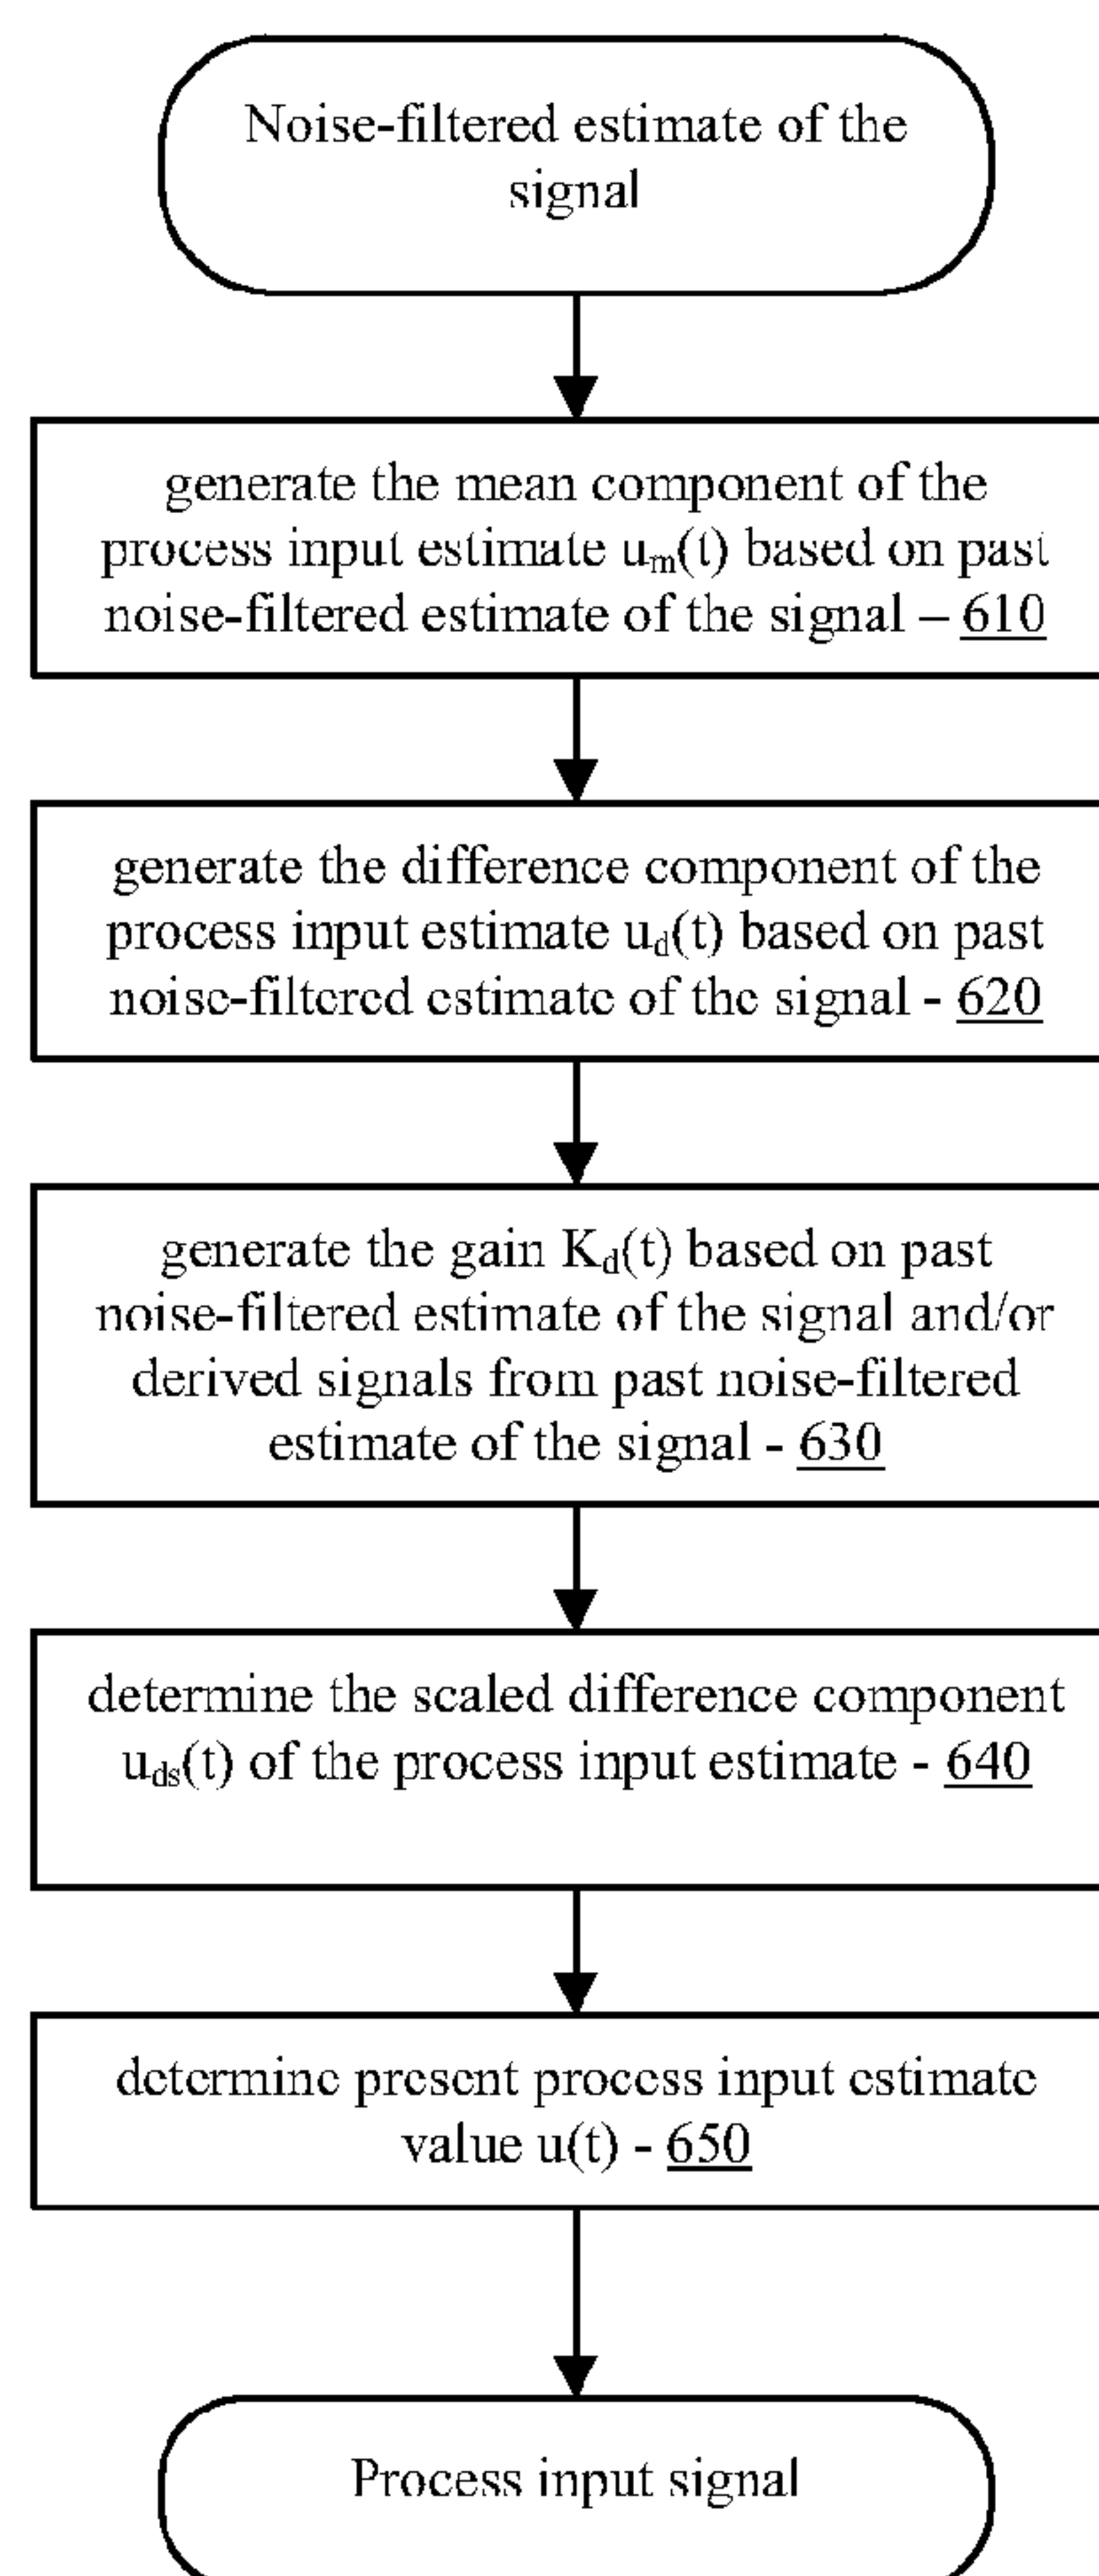 Noise-filtered estimate of the
signal
generate the mean component of the
process input estimate uₘ(t) based on past
noise-filtered estimate of the signal – 610
generate the difference component of the
process input estimate u_d(t) based on past
noise-filtered estimate of the signal - 620
generate the gain K_d(t) based on past
noise-filtered estimate of the signal and/or
derived signals from past noise-filtered
estimate of the signal - 630
determine the scaled difference component
u_ds(t) of the process input estimate - 640
determine present process input estimate
value u(t) - 650
Process input signal